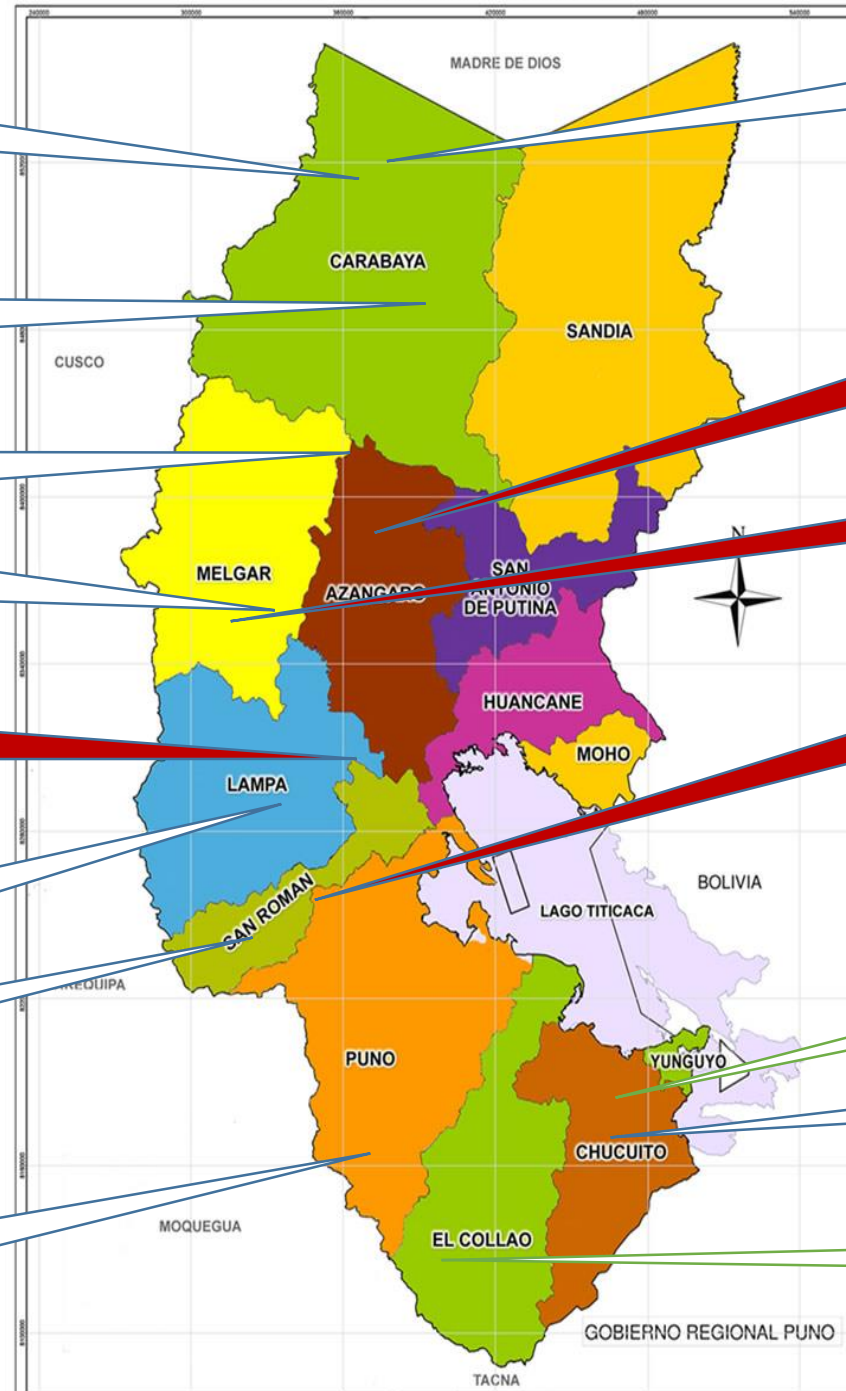 MADRE DE DIOS
CARABAYA
SANDIA
CUSCO
N
MELGAR
AZANGARO
SAN
ANTONIO
DE PUTINA
HUANCANE
MOHO
LAMPA
BOLIVIA
SAN ROMAN
LAGO TITICACA
AREQUIPA
PUNO
YUNGUYO
CHUCUITO
MOQUEGUA
EL COLLAO
GOBIERNO REGIONAL PUNO
TACNA